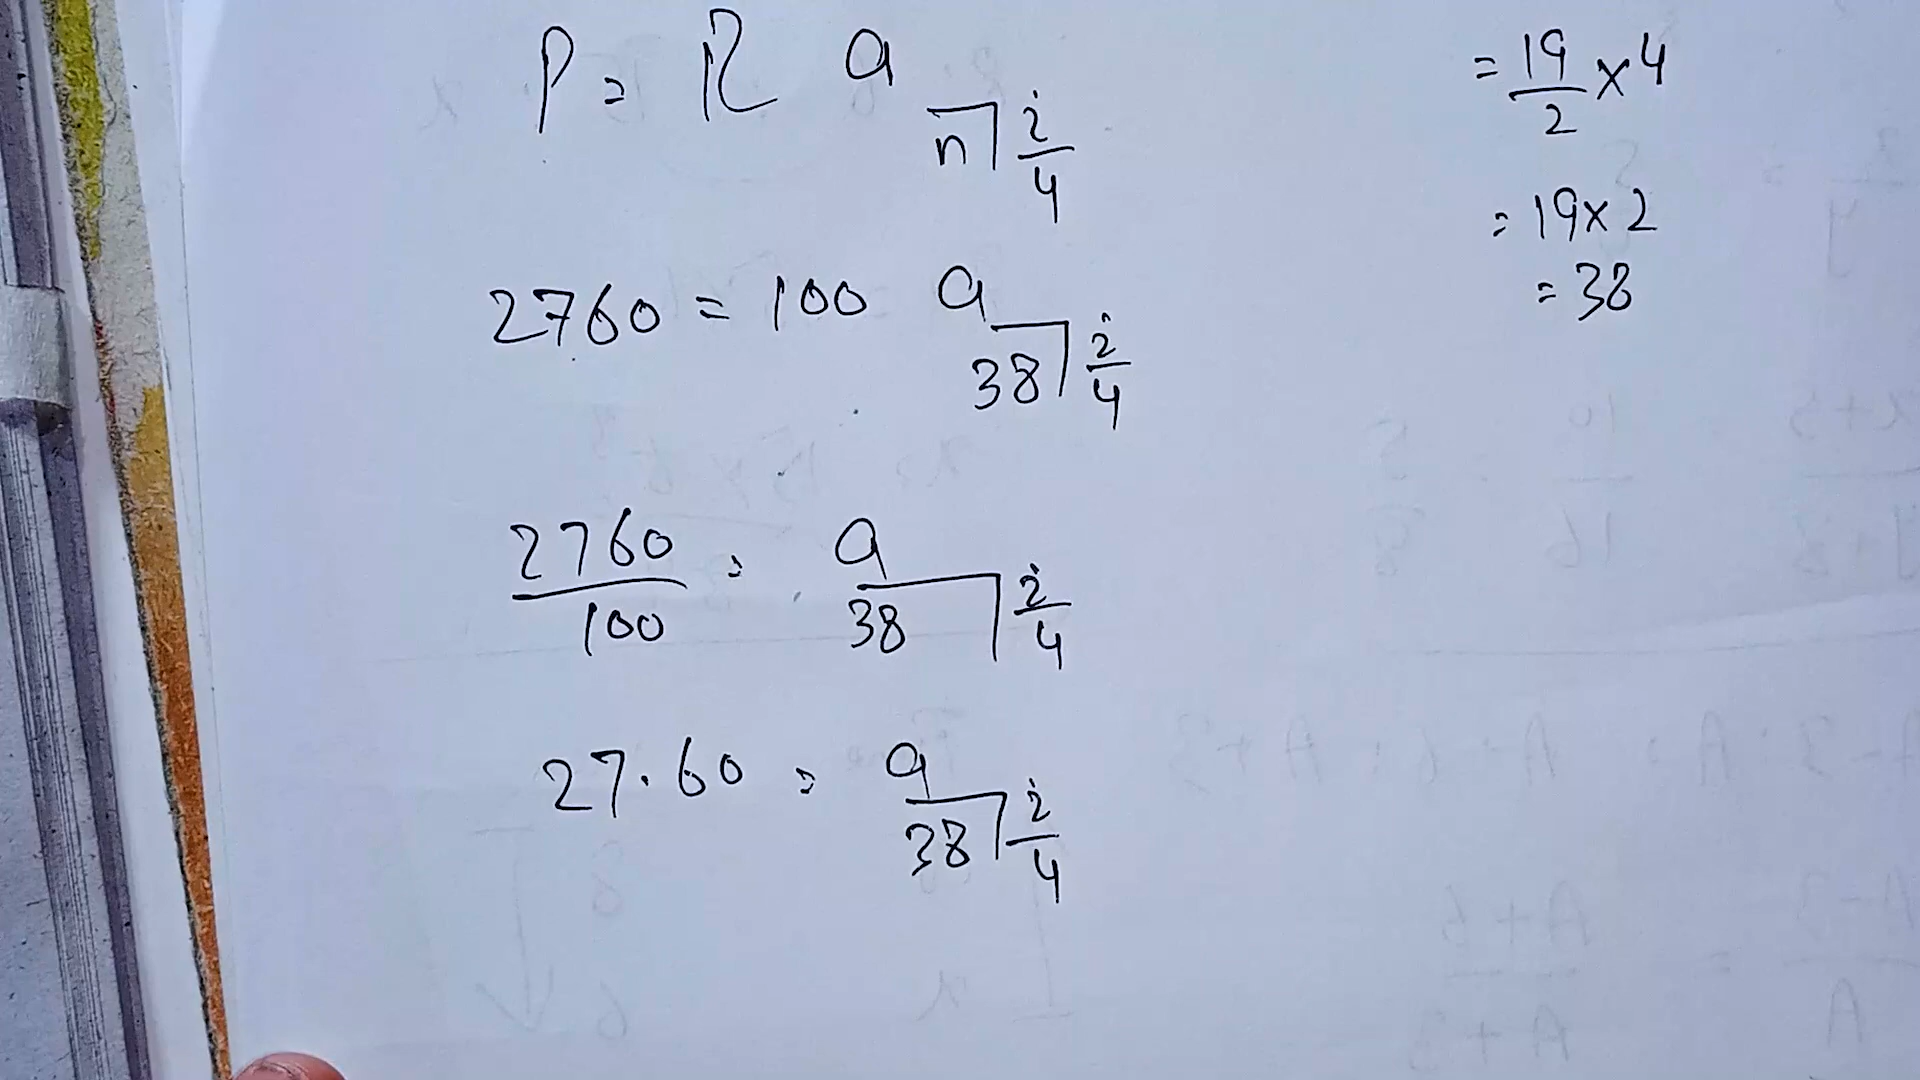 P = R a n⌉ i/4
2760 = 100 a 38⌉ i/4
2760/100 = a 38⌉ i/4
27.60 = a 38⌉ i/4
= 19/2 x 4
= 19 x 2
= 38